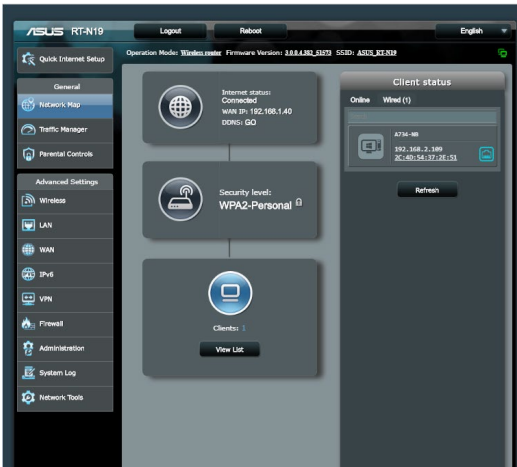 ASUS RT-N19
Logout
Reboot
English
Quick Internet Setup
Operation Mode: Wireless router Firmware Version: 3.0.0.4.382_51573 SSID: ASUS_RT-N19
General
Network Map
Traffic Manager
Parental Controls
Advanced Settings
Wireless
LAN
WAN
IPv6
VPN
Firewall
Administration
System Log
Network Tools
Internet status:
Connected
WAN IP: 192.168.1.40
DDNS: GO
Security level:
WPA2-Personal
Clients: 1
View List
Client status
Online Wired (1)
A734-NB
192.168.2.109
2C:4D:54:37:2E:51
Refresh